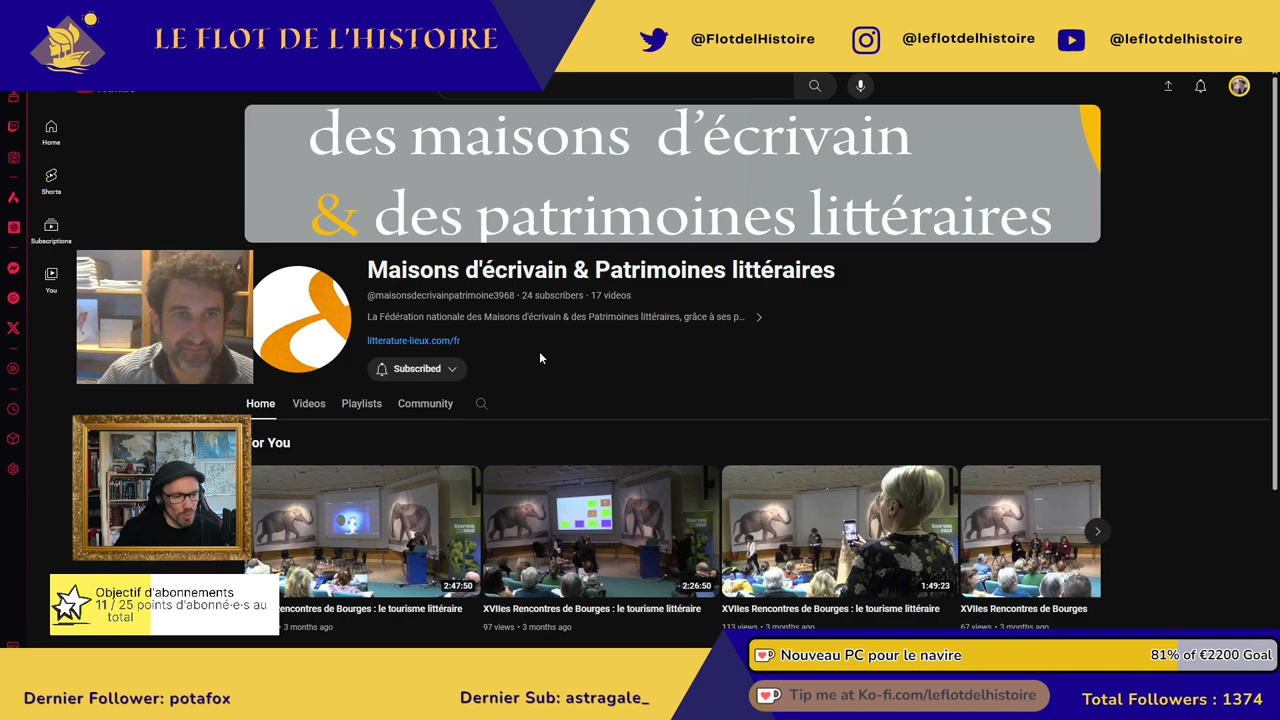 LE FLOT DE L'HISTOIRE
@FlotdelHistoire
@leflotdelhistoire
@leflotdelhistoire
Home
Shorts
Subscriptions
You
des maisons d'écrivain
& des patrimoines littéraires
Maisons d'écrivain & Patrimoines littéraires
@maisonsdecrivainpatrimoine3968 · 24 subscribers · 17 videos
La Fédération nationale des Maisons d'écrivain & des Patrimoines littéraires, grâce à ses p...
litterature-lieux.com/fr
Subscribed
Home Videos Playlists Community
or You
2:47:50
2:26:50
1:49:23
encontres de Bourges : le tourisme littéraire
3 months ago
XVIIes Rencontres de Bourges : le tourisme littéraire
97 views • 3 months ago
XVIIes Rencontres de Bourges : le tourisme littéraire
113 views • 3 months ago
XVIIes Rencontres de Bourges
67 views • 3 months ago
Objectif d'abonnements
11 / 25 points d'abonné·e·s au
total
Nouveau PC pour le navire 81% of €2200 Goal
Tip me at Ko-fi.com/leflotdelhistoire
Dernier Follower: potafox
Dernier Sub: astragale_
Total Followers : 1374